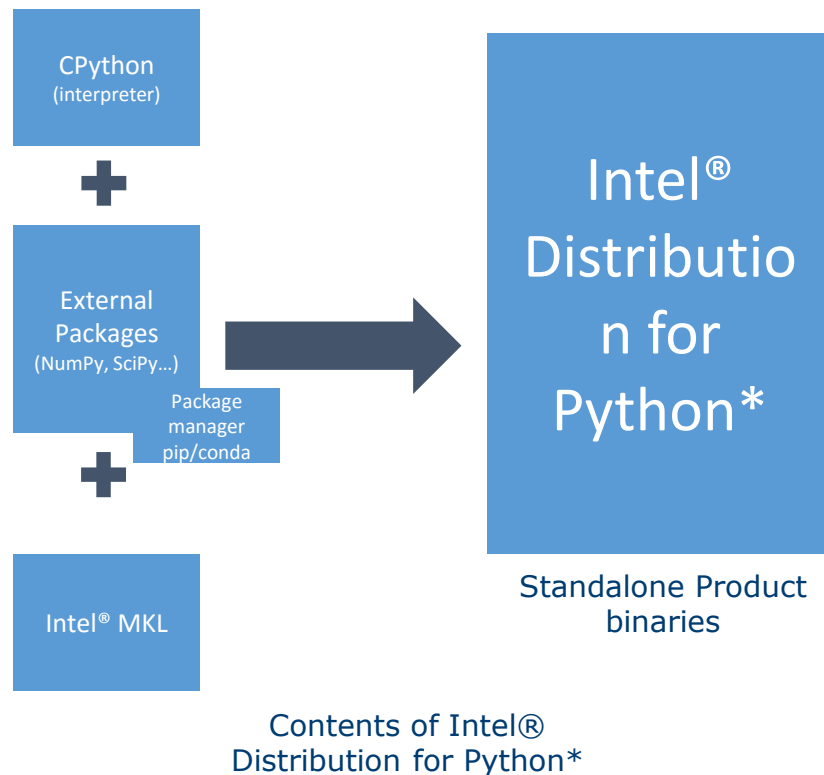 CPython
(interpreter)
External
Packages
(NumPy, SciPy...)
Package
manager
pip/conda
Intel® MKL
Intel®
Distributio
n for
Python*
Standalone Product
binaries
Contents of Intel®
Distribution for Python*